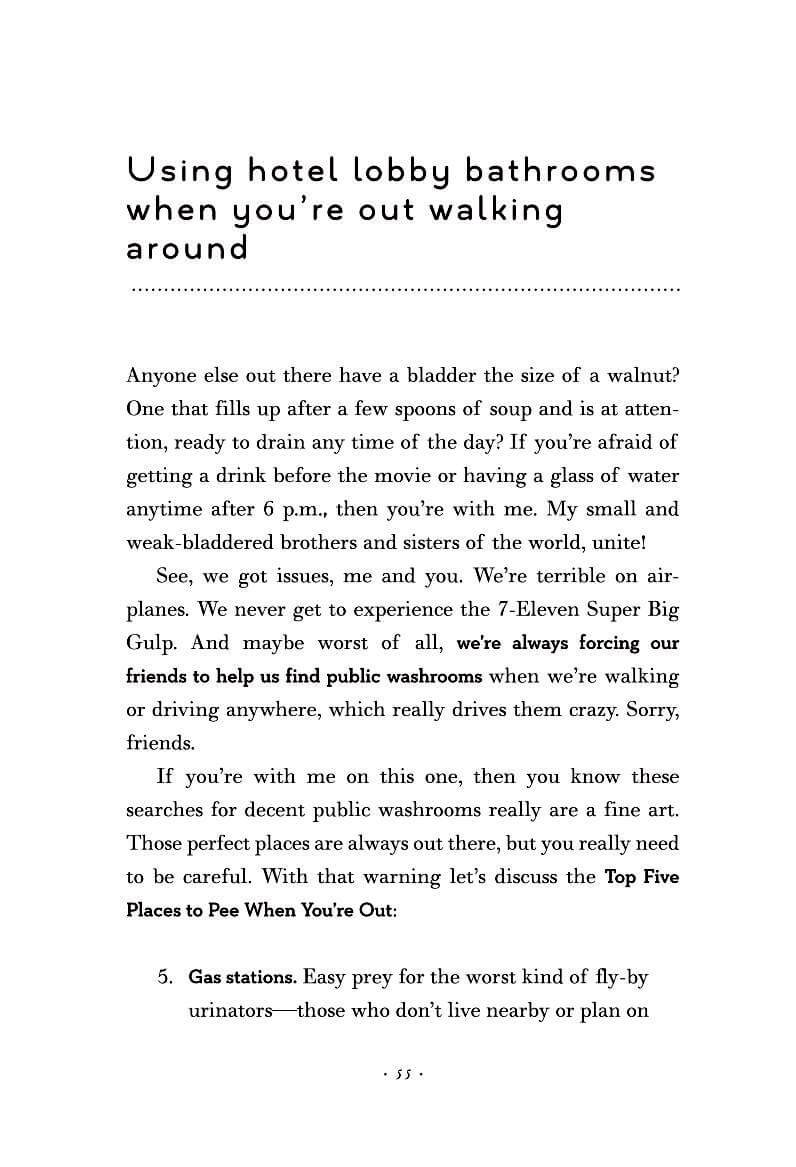 Using hotel lobby bathrooms
when you’re out walking
around
Anyone else out there have a bladder the size of a walnut?
One that fills up after a few spoons of soup and is at atten-
tion, ready to drain any time of the day? If you’re afraid of
getting a drink before the movie or having a glass of water
anytime after 6 p.m., then you’re with me. My small and
weak-bladdered brothers and sisters of the world, unite!
See, we got issues, me and you. We’re terrible on air-
planes. We never get to experience the 7-Eleven Super Big
Gulp. And maybe worst of all, we’re always forcing our
friends to help us find public washrooms when we’re walking
or driving anywhere, which really drives them crazy. Sorry,
friends.
If you’re with me on this one, then you know these
searches for decent public washrooms really are a fine art.
Those perfect places are always out there, but you really need
to be careful. With that warning let’s discuss the Top Five
Places to Pee When You’re Out:
5. Gas stations. Easy prey for the worst kind of fly-by
urinators—those who don’t live nearby or plan on
· 55 ·